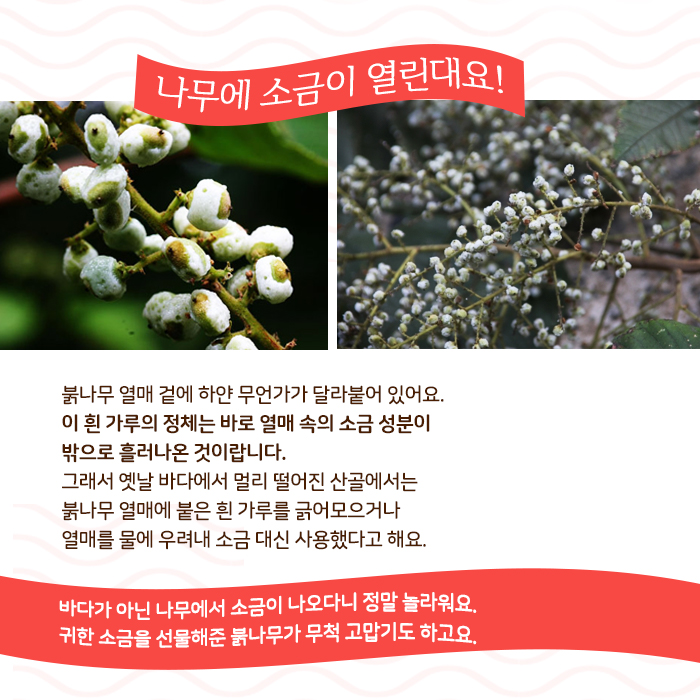 나무에 소금이 열린대요!
붉나무 열매 겉에 하얀 무언가가 달라붙어 있어요.
이 흰 가루의 정체는 바로 열매 속의 소금 성분이
밖으로 흘러나온 것이랍니다.
그래서 옛날 바다에서 멀리 떨어진 산골에서는
붉나무 열매에 붙은 흰 가루를 긁어모으거나
열매를 물에 우려내 소금 대신 사용했다고 해요.
바다가 아닌 나무에서 소금이 나오다니 정말 놀라워요.
귀한 소금을 선물해준 붉나무가 무척 고맙기도 하고요.